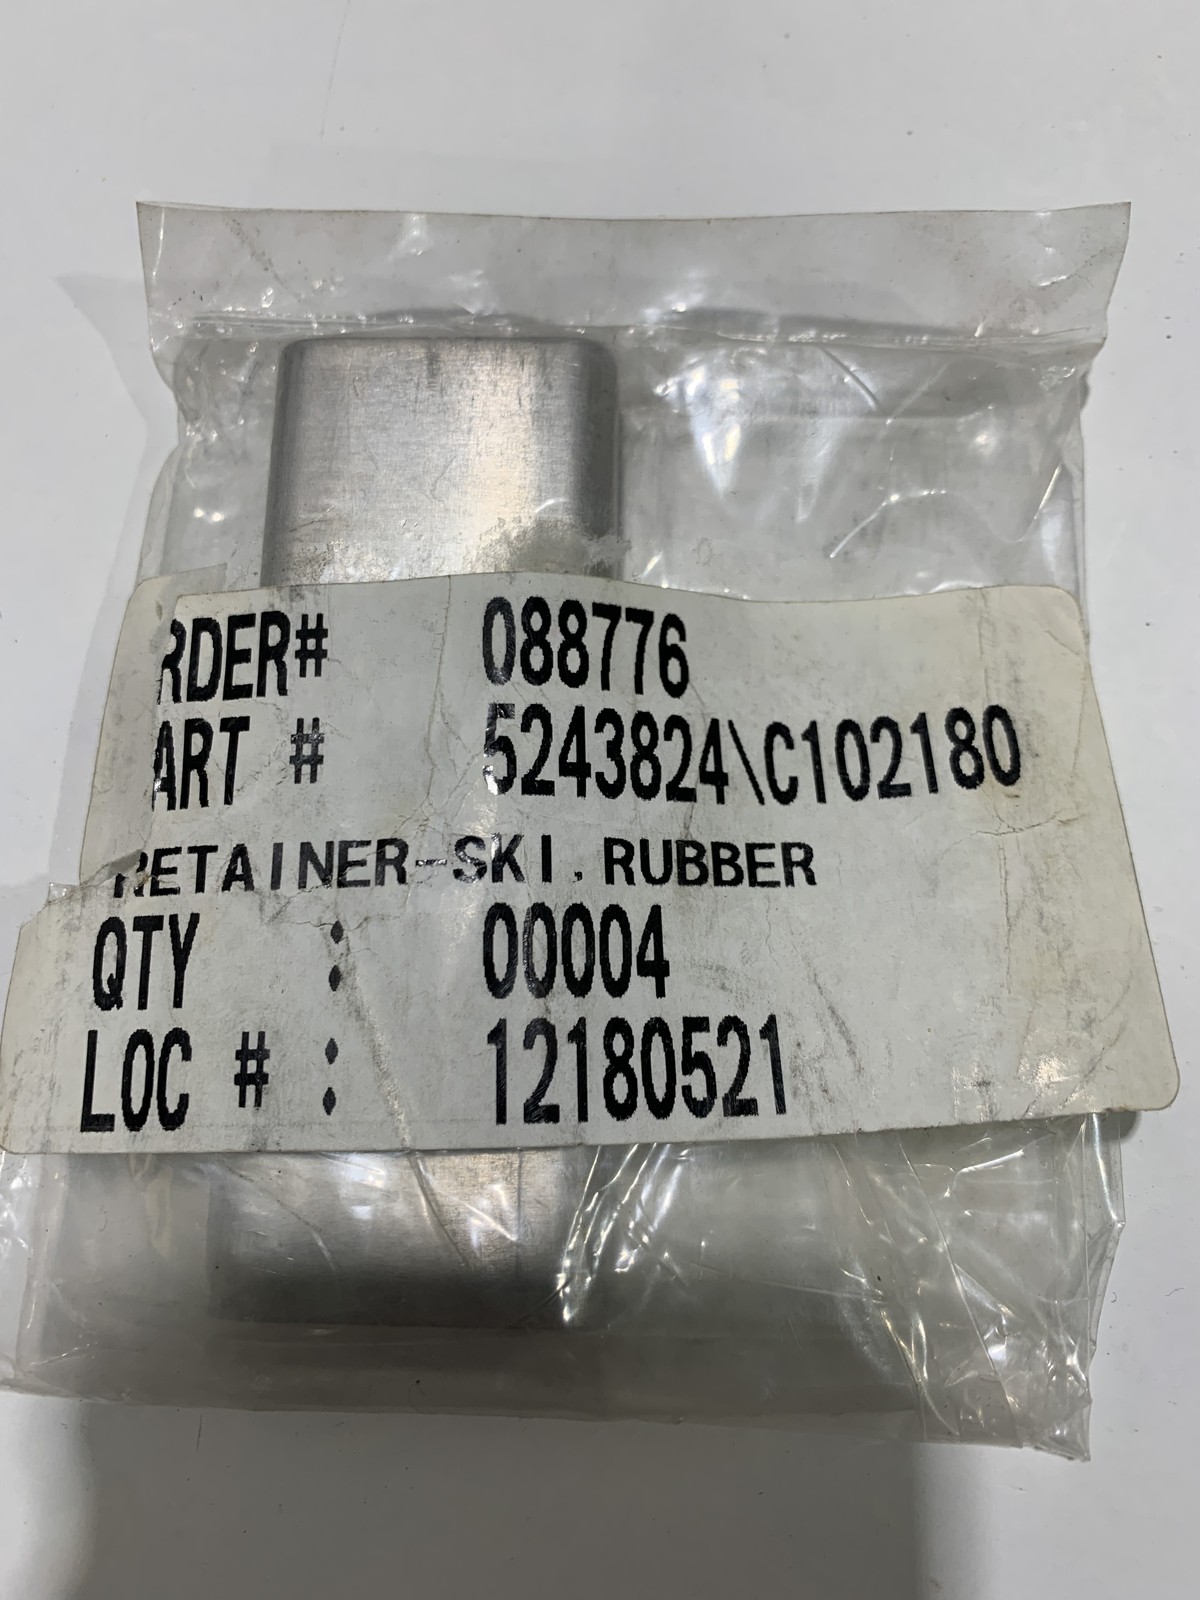 RDER# 088776
ART # 5243824\C102180
RETAINER-SKI, RUBBER
QTY : 00004
LOC # : 12180521